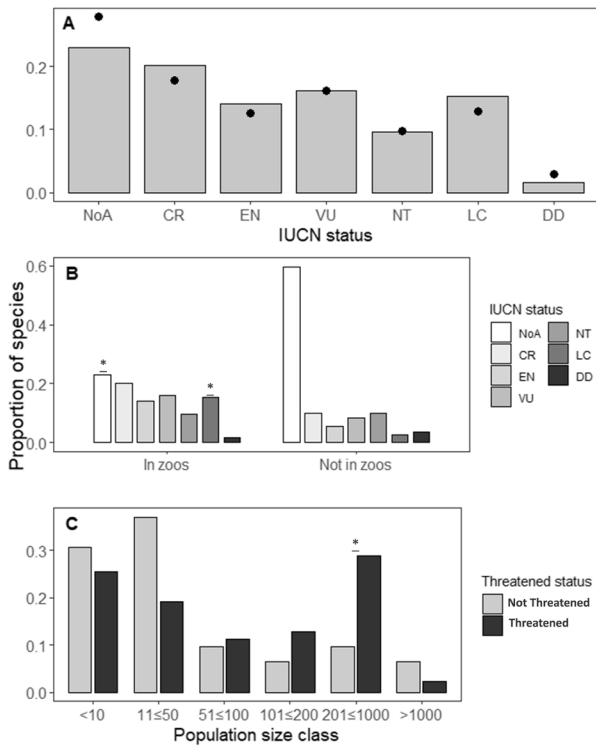 A
0.2
0.1
0.0
NoA CR EN VU NT LC DD
IUCN status
B
0.6
0.4
0.2
0.0
* *
In zoos Not in zoos
Proportion of species
IUCN status
NoA NT
CR LC
EN DD
VU
C
0.3
0.2
0.1
0.0
*
<10 11≤50 51≤100 101≤200 201≤1000 >1000
Population size class
Threatened status
Not Threatened
Threatened